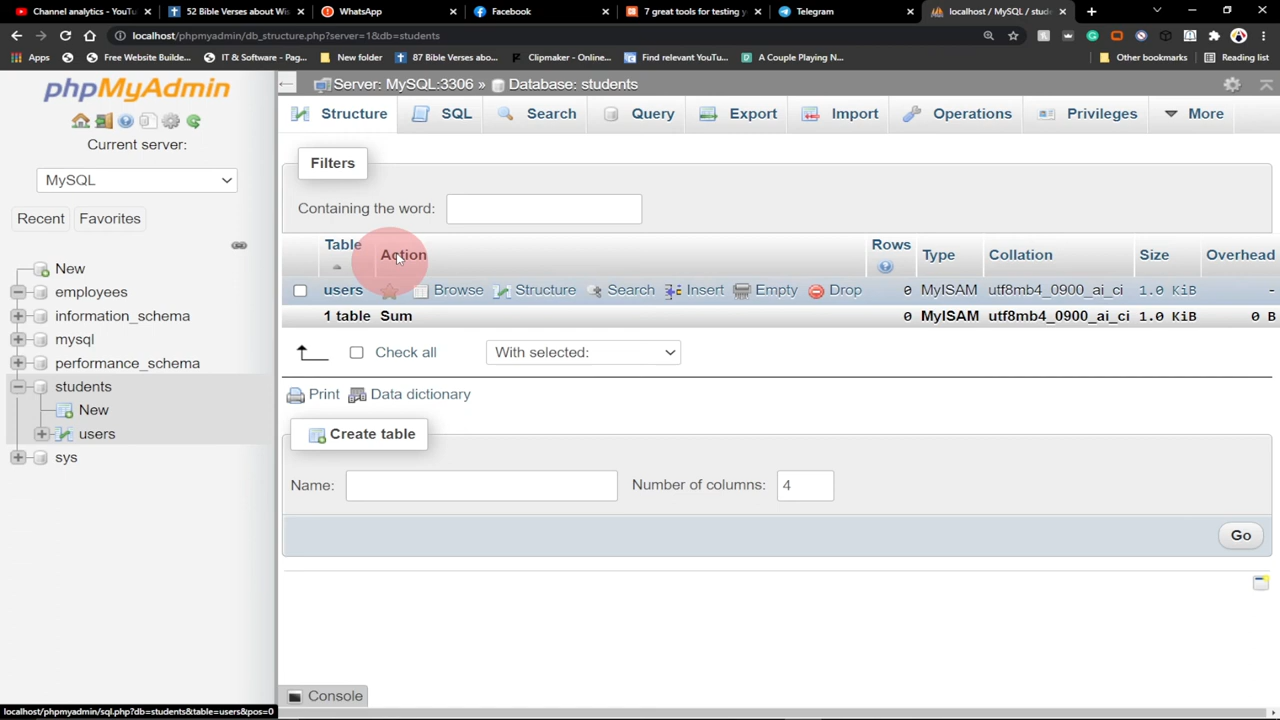 Channel analytics - YouTu
52 Bible Verses about Wis
WhatsApp
Facebook
7 great tools for testing y
Telegram
localhost / MySQL / stude
localhost/phpmyadmin/db_structure.php?server=1&db=students
Apps
Free Website Builde...
IT & Software - Pag...
New folder
87 Bible Verses abo...
Clipmaker - Online...
Find relevant YouTu...
A Couple Playing N...
Other bookmarks
Reading list
phpMyAdmin
Current server:
MySQL
Recent
Favorites
New
employees
information_schema
mysql
performance_schema
students
New
users
sys
Server: MySQL:3306 » Database: students
Structure
SQL
Search
Query
Export
Import
Operations
Privileges
More
Filters
Containing the word:
Table Action Rows Type Collation Size Overhead
users Browse Structure Search Insert Empty Drop 0 MyISAM utf8mb4_0900_ai_ci 1.0 KiB -
1 table Sum 0 MyISAM utf8mb4_0900_ai_ci 1.0 KiB 0 B
Check all
With selected:
Print
Data dictionary
Create table
Name:
Number of columns: 4
Go
Console
localhost/phpmyadmin/sql.php?db=students&table=users&pos=0